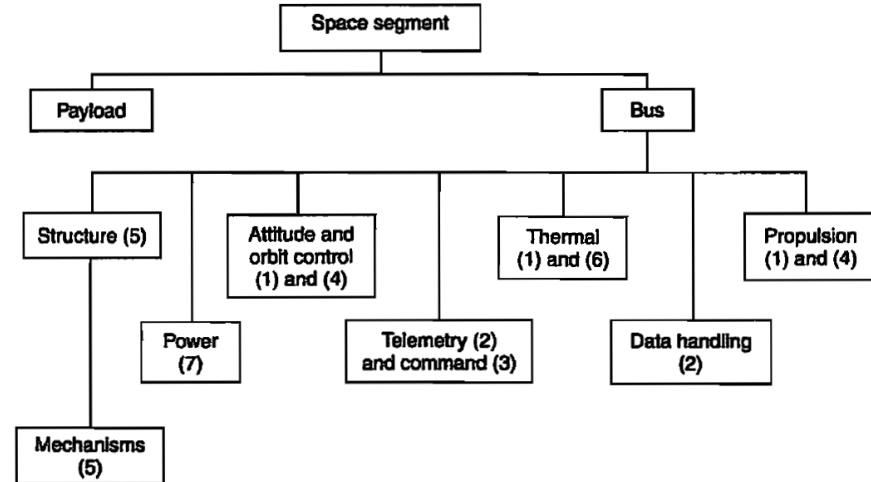 Space segment
Payload
Bus
Structure (5)
Attitude and
orbit control
(1) and (4)
Thermal
(1) and (6)
Propulsion
(1) and (4)
Power
(7)
Telemetry (2)
and command (3)
Data handling
(2)
Mechanisms
(5)